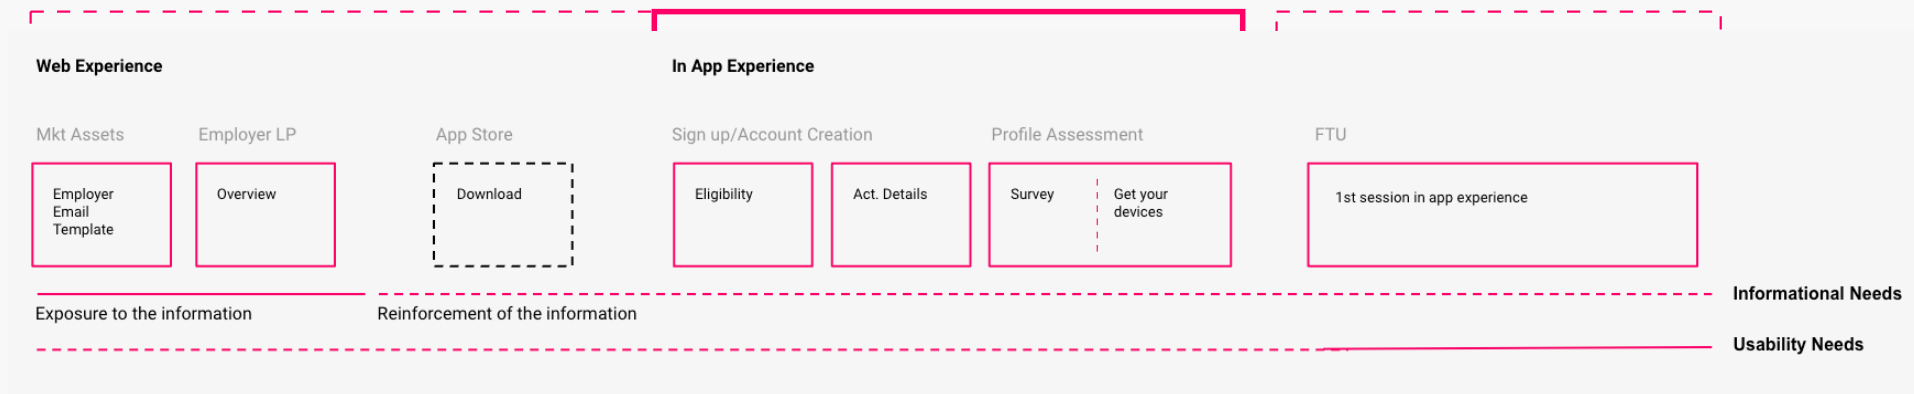 Web Experience
In App Experience
Mkt Assets
Employer LP
App Store
Sign up/Account Creation
Profile Assessment
FTU
Employer
Email
Template
Overview
Download
Eligibility
Act. Details
Survey
Get your
devices
1st session in app experience
Informational Needs
Exposure to the information
Reinforcement of the information
Usability Needs